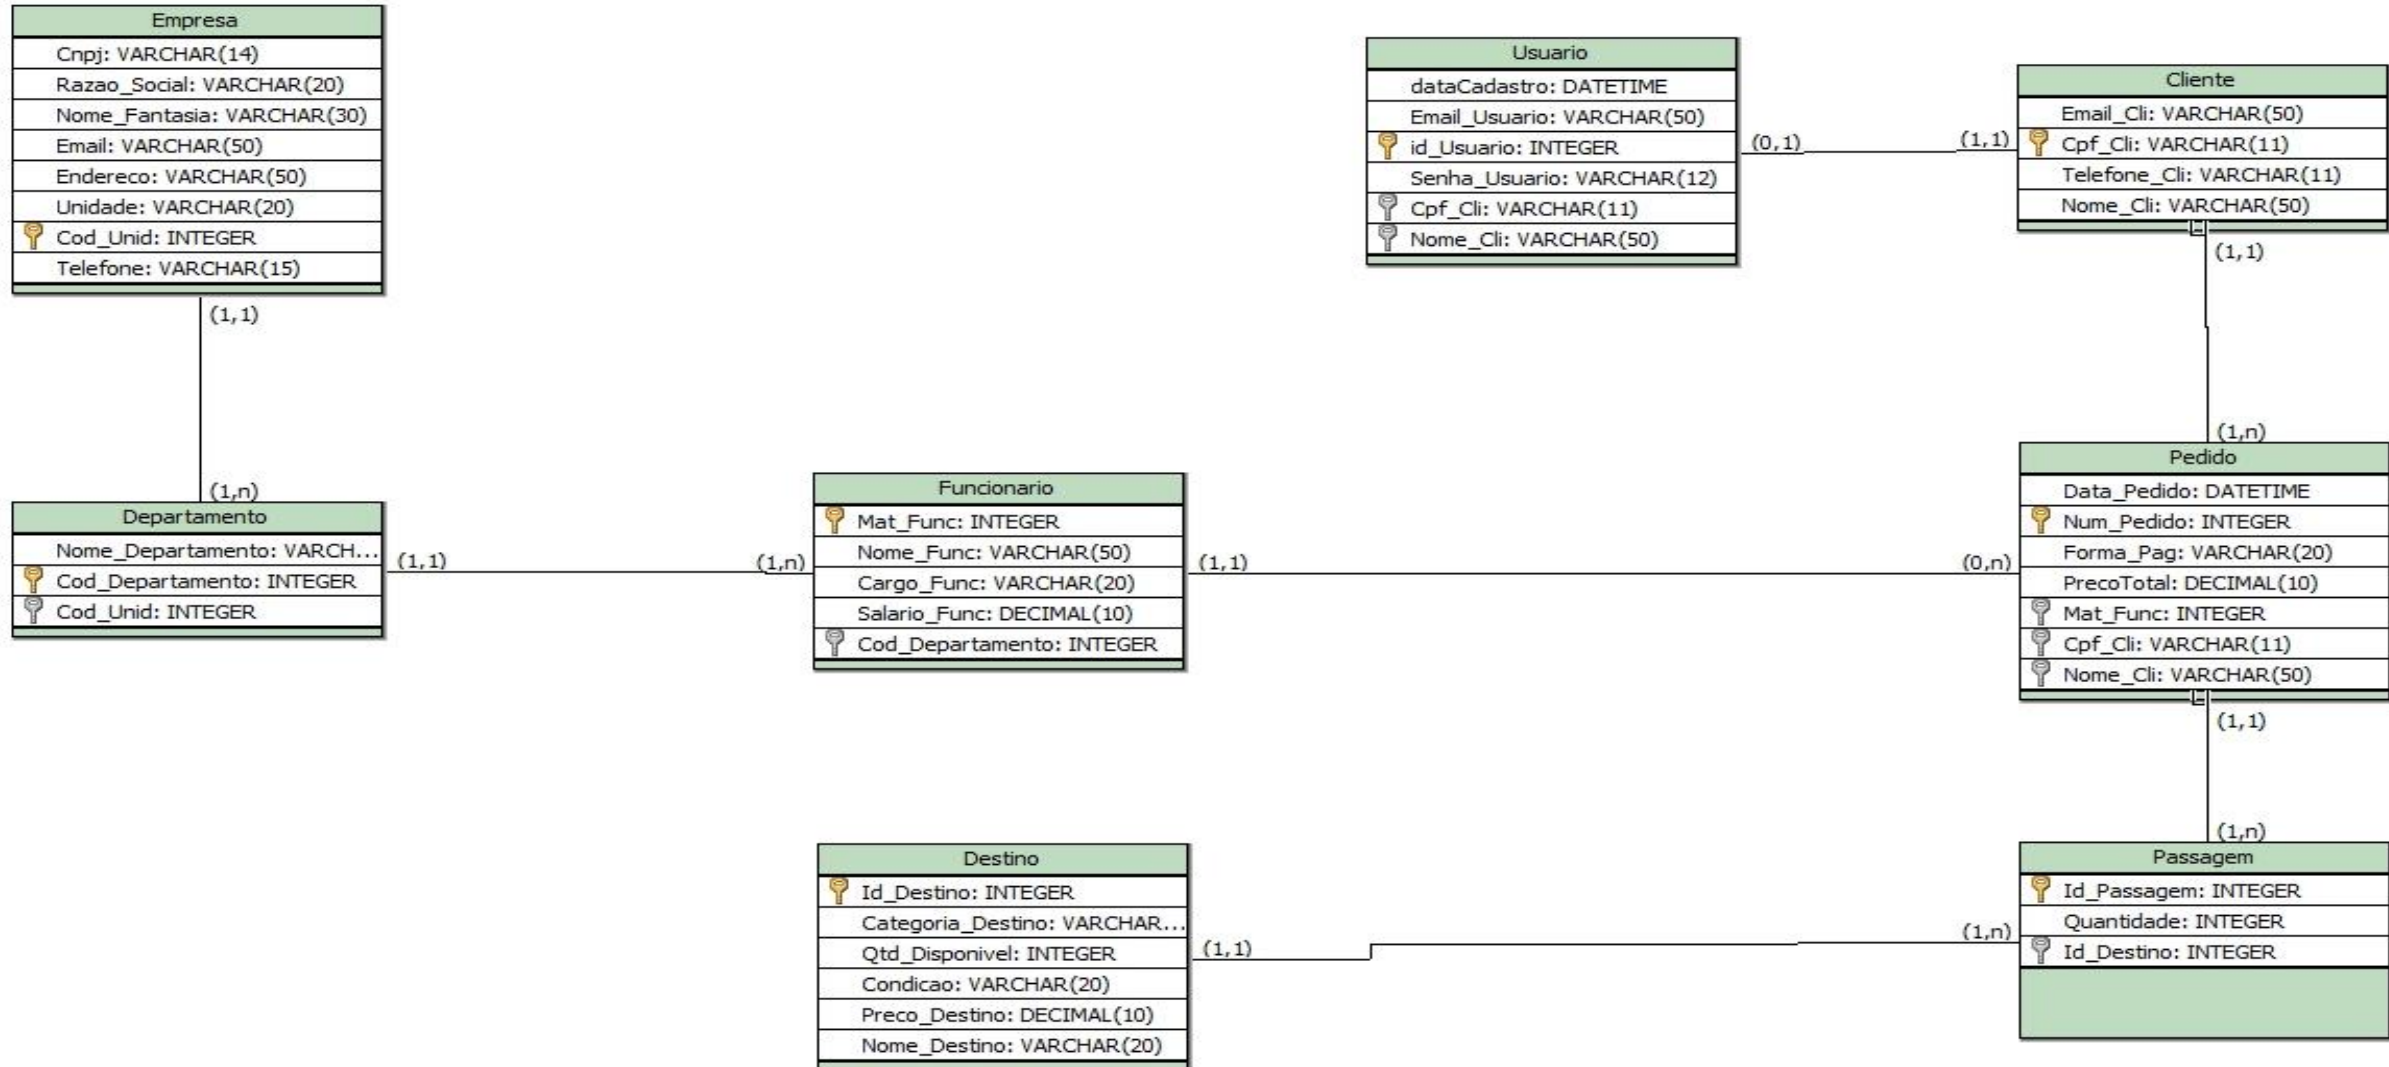 Empresa
Cnpj: VARCHAR(14)
Razao_Social: VARCHAR(20)
Nome_Fantasia: VARCHAR(30)
Email: VARCHAR(50)
Endereco: VARCHAR(50)
Unidade: VARCHAR(20)
Cod_Unid: INTEGER
Telefone: VARCHAR(15)
(1,1)
(1,n)
Usuario
dataCadastro: DATETIME
Email_Usuario: VARCHAR(50)
id_Usuario: INTEGER
Senha_Usuario: VARCHAR(12)
Cpf_Cli: VARCHAR(11)
Nome_Cli: VARCHAR(50)
(0,1)
(1,1)
Cliente
Email_Cli: VARCHAR(50)
Cpf_Cli: VARCHAR(11)
Telefone_Cli: VARCHAR(11)
Nome_Cli: VARCHAR(50)
(1,1)
(1,n)
Departamento
Nome_Departamento: VARCH...
Cod_Departamento: INTEGER
Cod_Unid: INTEGER
(1,1)
(1,n)
Funcionario
Mat_Func: INTEGER
Nome_Func: VARCHAR(50)
Cargo_Func: VARCHAR(20)
Salario_Func: DECIMAL(10)
Cod_Departamento: INTEGER
(1,1)
(0,n)
Pedido
Data_Pedido: DATETIME
Num_Pedido: INTEGER
Forma_Pag: VARCHAR(20)
PrecoTotal: DECIMAL(10)
Mat_Func: INTEGER
Cpf_Cli: VARCHAR(11)
Nome_Cli: VARCHAR(50)
(1,1)
(1,n)
Destino
Id_Destino: INTEGER
Categoria_Destino: VARCHAR...
Qtd_Disponivel: INTEGER
Condicao: VARCHAR(20)
Preco_Destino: DECIMAL(10)
Nome_Destino: VARCHAR(20)
(1,1)
(1,n)
Passagem
Id_Passagem: INTEGER
Quantidade: INTEGER
Id_Destino: INTEGER